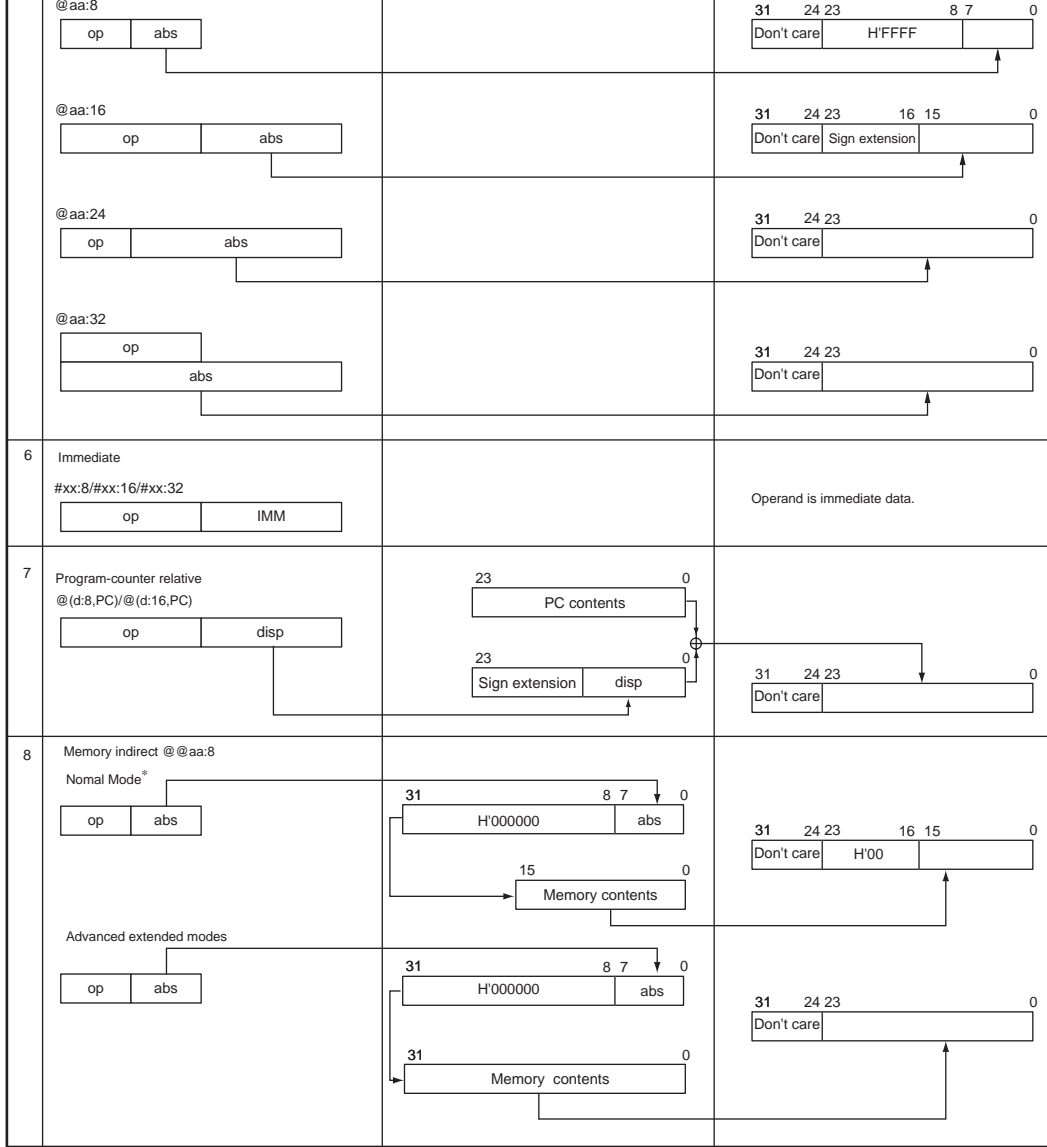 @aa:8
31 24 23 8 7 0
op abs
Don't care H'FFFF
@aa:16
31 24 23 16 15 0
op abs
Don't care Sign extension
@aa:24
31 24 23 0
op abs
Don't care
@aa:32
op
31 24 23 0
abs
Don't care
6 Immediate
#xx:8/#xx:16/#xx:32
op IMM
Operand is immediate data.
7 Program-counter relative
@(d:8,PC)/@(d:16,PC)
23 0
PC contents
op disp
23 0
Sign extension disp
31 24 23 0
Don't care
8 Memory indirect @@aa:8
Nomal Mode*
31 8 7 0
op abs
H'000000 abs
31 24 23 16 15 0
Don't care H'00
15 0
Memory contents
Advanced extended modes
31 8 7 0
op abs
H'000000 abs
31 24 23 0
Don't care
31 0
Memory contents